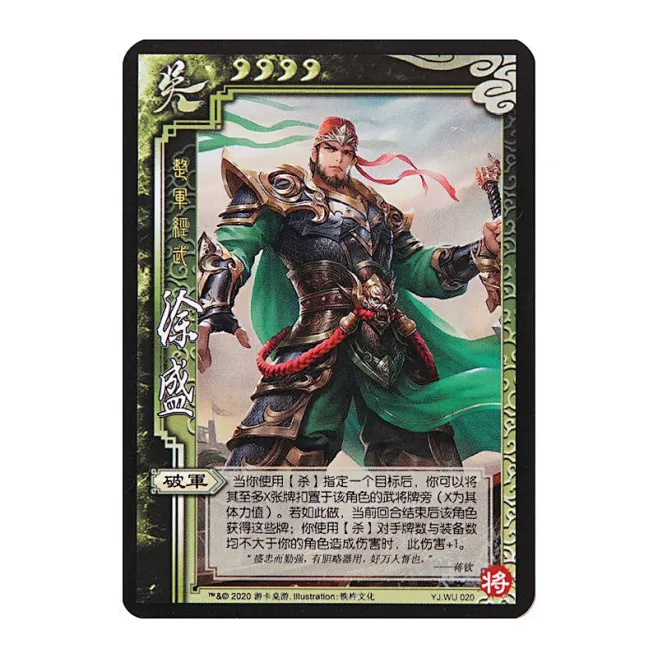 吴
整軍經武
涂盛
破軍
当你使用【杀】指定一个目标后，你可以将
其至多X张牌扣置于该角色的武将牌旁（X为其
体力值）。若如此做，当前回合结束后该角色
获得这些牌；你使用【杀】对手牌数与装备数
均不大于你的角色造成伤害时，此伤害+1。
“盛忠而勤强，有胆略器用，好万人督也。”
——蒋钦
™&© 2020 游卡桌游. Illustration: 铁杵文化
YJ.WU 020
将